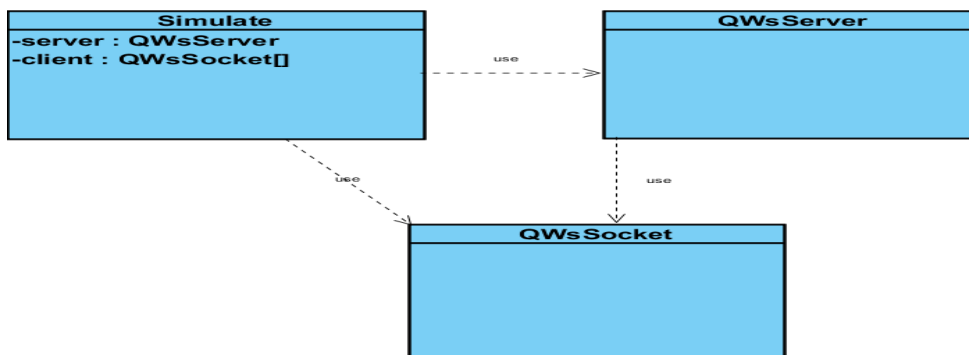 Simulate
-server : QWsServer
-client : QWsSocket[]
use
QWsServer
use
use
QWsSocket